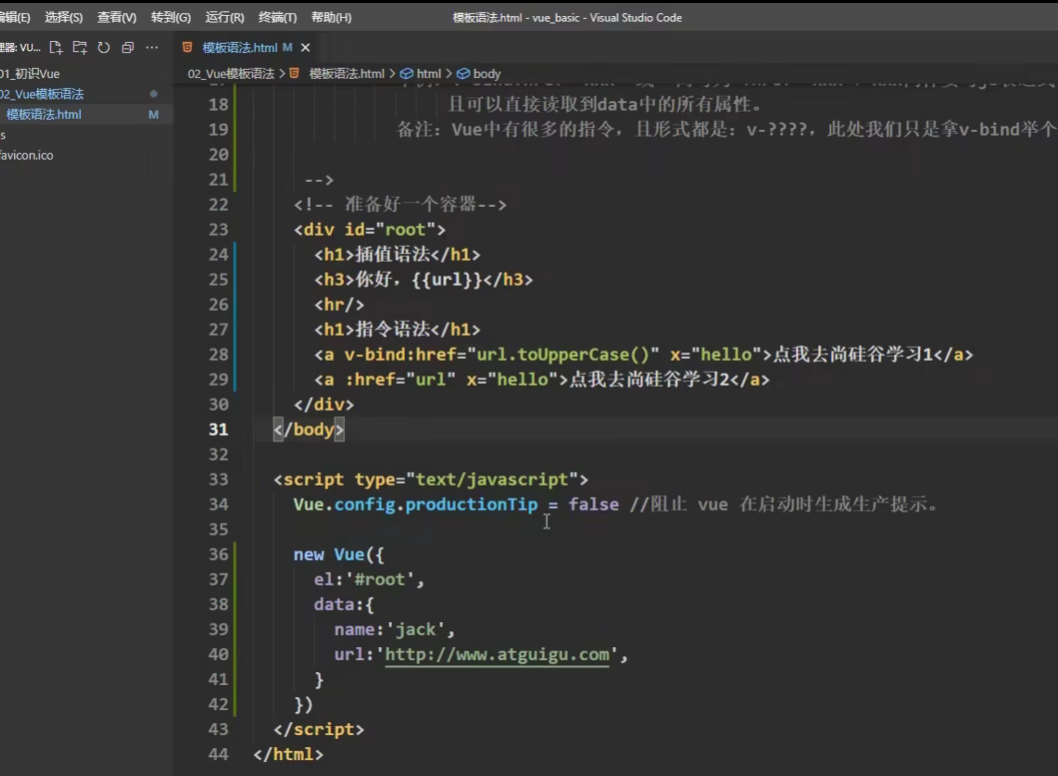 编辑(E) 选择(S) 查看(V) 转到(G) 运行(R) 终端(T) 帮助(H) 模板语法.html - vue_basic - Visual Studio Code
理器: VU... ··· 模板语法.html M ×
02_Vue模板语法 > 模板语法.html > html > body
01_初识Vue
02_Vue模板语法
模板语法.html M
s
favicon.ico
18 且可以直接读取到data中的所有属性。
19 备注：Vue中有很多的指令，且形式都是：v-????，此处我们只是拿v-bind举个
20
21 -->
22 <!-- 准备好一个容器-->
23 <div id="root">
24 <h1>插值语法</h1>
25 <h3>你好，{{url}}</h3>
26 <hr/>
27 <h1>指令语法</h1>
28 <a v-bind:href="url.toUpperCase()" x="hello">点我去尚硅谷学习1</a>
29 <a :href="url" x="hello">点我去尚硅谷学习2</a>
30 </div>
31 </body>
32
33 <script type="text/javascript">
34 Vue.config.productionTip = false //阻止 vue 在启动时生成生产提示。
35
36 new Vue({
37 el:'#root',
38 data:{
39 name:'jack',
40 url:'http://www.atguigu.com',
41 }
42 })
43 </script>
44 </html>